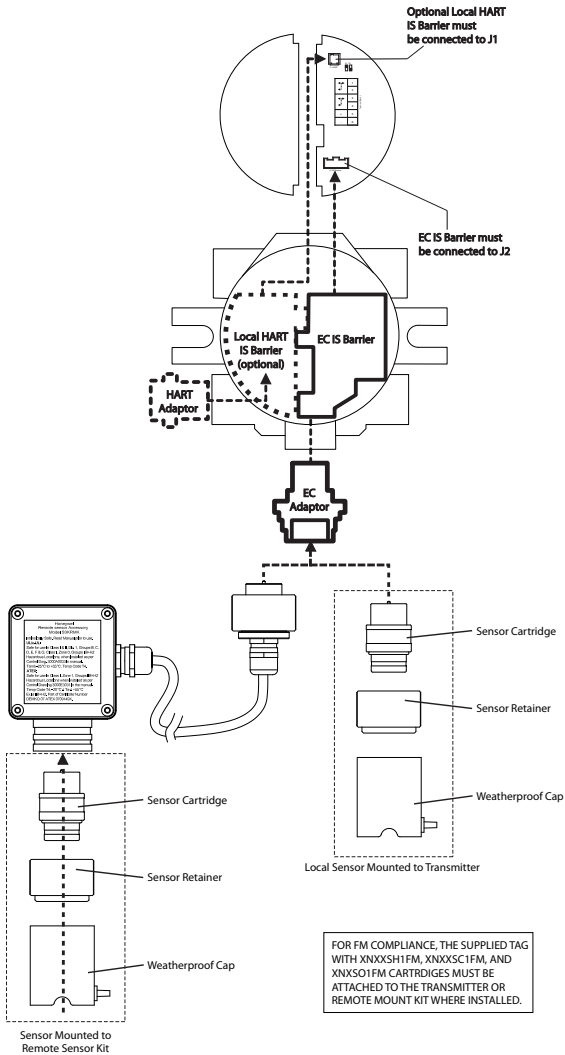 Optional Local HART
IS Barrier must
be connected to J1
EC IS Barrier must
be connected to J2
Local HART
IS Barrier
(optional)
EC IS Barrier
HART
Adaptor
EC
Adaptor
Honeywell
Remote sensor Accessory
Sensor Cartridge
Sensor Retainer
Weatherproof Cap
Local Sensor Mounted to Transmitter
Sensor Cartridge
Sensor Retainer
Weatherproof Cap
Sensor Mounted to
Remote Sensor Kit
FOR FM COMPLIANCE, THE SUPPLIED TAG
WITH XNXXSH1FM, XNXXSC1FM, AND
XNXSO1FM CARTRDIGES MUST BE
ATTACHED TO THE TRANSMITTER OR
REMOTE MOUNT KIT WHERE INSTALLED.